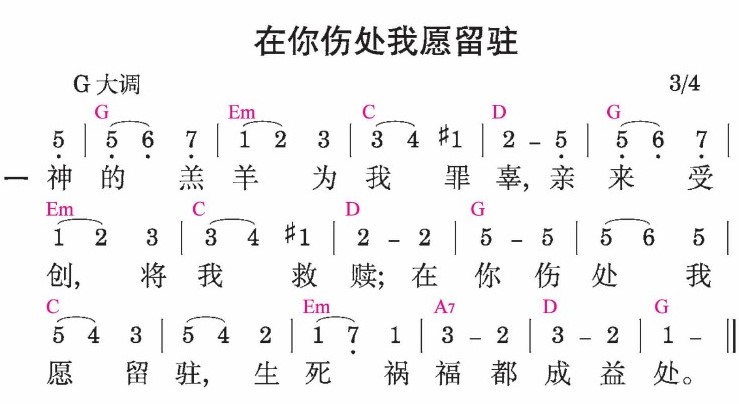 在你伤处我愿留驻
G 大调 3/4
G Em C D G
5 | 5 6 7 | 1 2 3 | 3 4 #1 | 2 - 5 | 5 6 7 |
一 神的羔羊为我罪辜,亲来受
Em C D G
1 2 3 | 3 4 #1 | 2 - 2 | 5 - 5 | 5 6 5 |
创,将我救赎;在你伤处我
C Em A7 D G
5 4 3 | 5 4 2 | 1 7 1 | 3 - 2 | 3 - 2 | 1 - ‖
愿留驻,生死祸福都成益处。